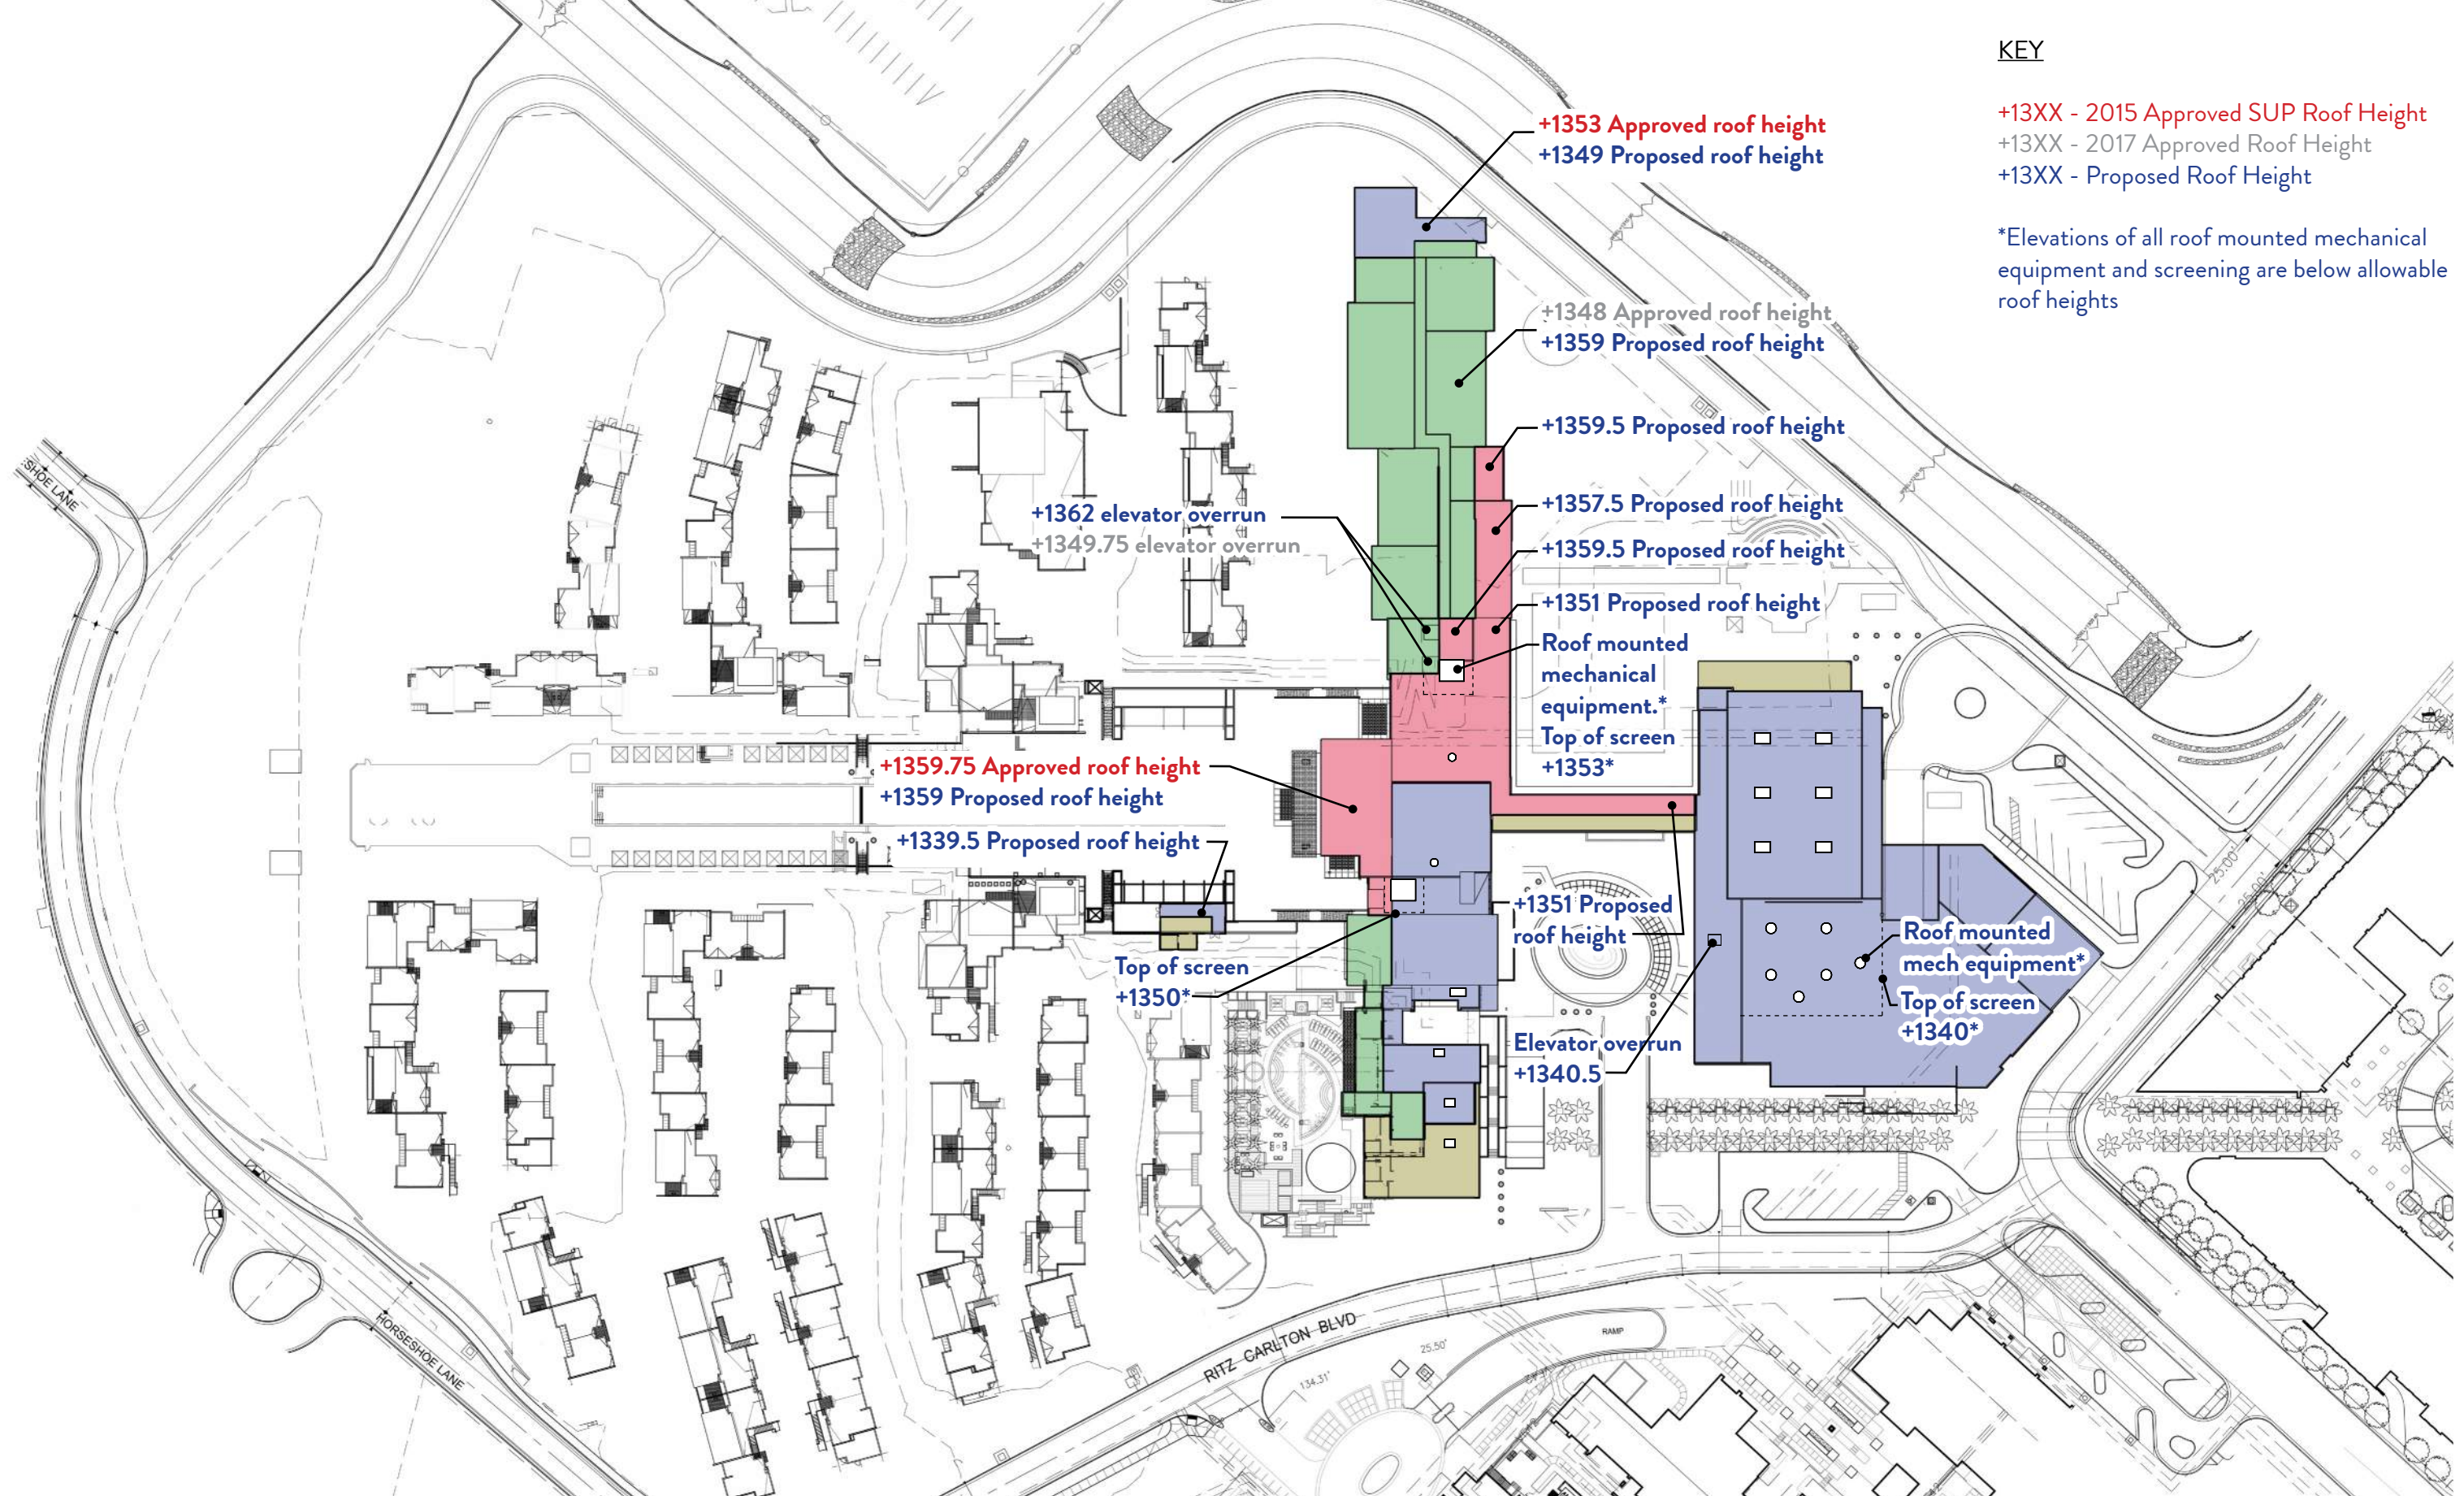 KEY
+13XX - 2015 Approved SUP Roof Height
+13XX - 2017 Approved Roof Height
+13XX - Proposed Roof Height
*Elevations of all roof mounted mechanical
equipment and screening are below allowable
roof heights
+1353 Approved roof height
+1349 Proposed roof height
+1348 Approved roof height
+1359 Proposed roof height
+1359.5 Proposed roof height
+1357.5 Proposed roof height
+1359.5 Proposed roof height
+1351 Proposed roof height
Roof mounted
mechanical
equipment.*
Top of screen
+1353*
+1362 elevator overrun
+1349.75 elevator overrun
+1359.75 Approved roof height
+1359 Proposed roof height
+1339.5 Proposed roof height
Top of screen
+1350*
+1351 Proposed
roof height
Elevator overrun
+1340.5
Roof mounted
mech equipment*
Top of screen
+1340*
SHOE LANE
HORSESHOE LANE
RITZ CARLTON BLVD
RAMP
25.50'
134.31'
25.00'